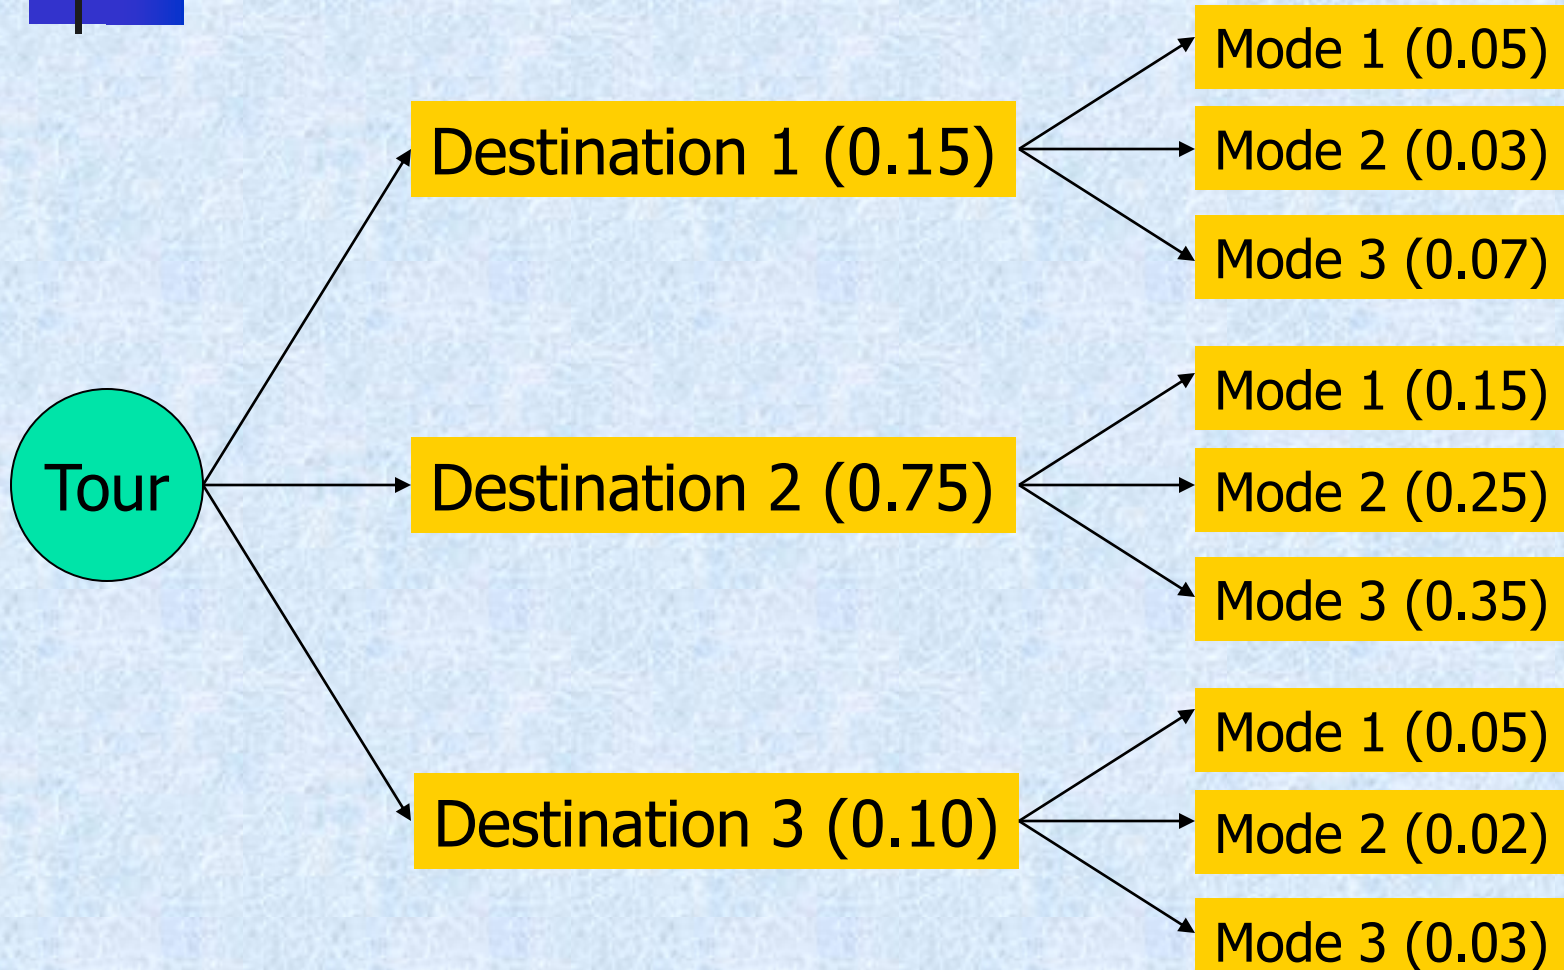 Mode 1 (0.05)
Destination 1 (0.15)
Mode 2 (0.03)
Mode 3 (0.07)
Tour
Mode 1 (0.15)
Destination 2 (0.75)
Mode 2 (0.25)
Mode 3 (0.35)
Mode 1 (0.05)
Destination 3 (0.10)
Mode 2 (0.02)
Mode 3 (0.03)